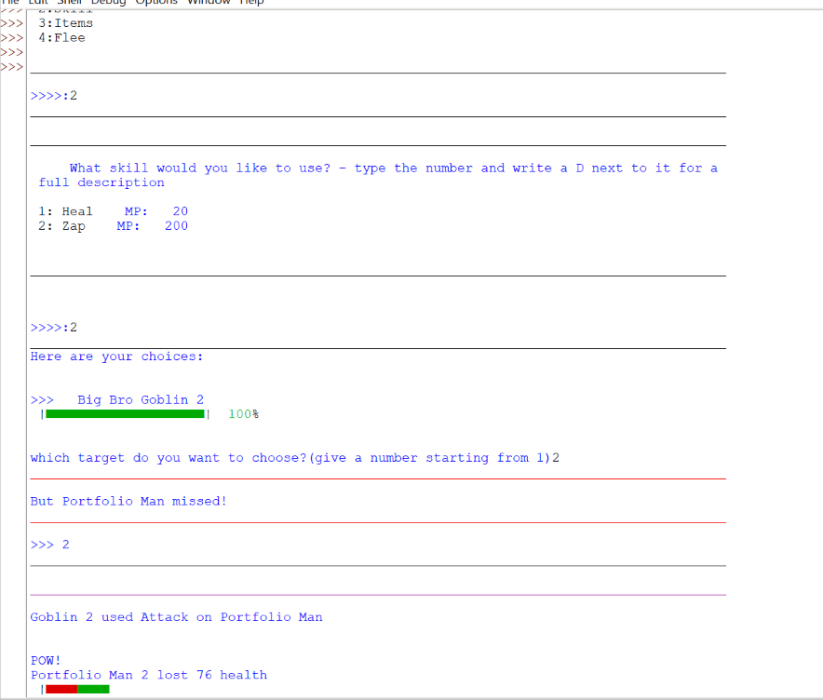 File Edit Shell Debug Options Window Help
>>> 2:Skill
>>> 3:Items
>>> 4:Flee
>>>
>>>
>>>>:2
What skill would you like to use? - type the number and write a D next to it for a
full description
1: Heal MP: 20
2: Zap MP: 200
>>>>:2
Here are your choices:
>>> Big Bro Goblin 2
| | 100%
which target do you want to choose?(give a number starting from 1)2
But Portfolio Man missed!
>>> 2
Goblin 2 used Attack on Portfolio Man
POW!
Portfolio Man 2 lost 76 health
|